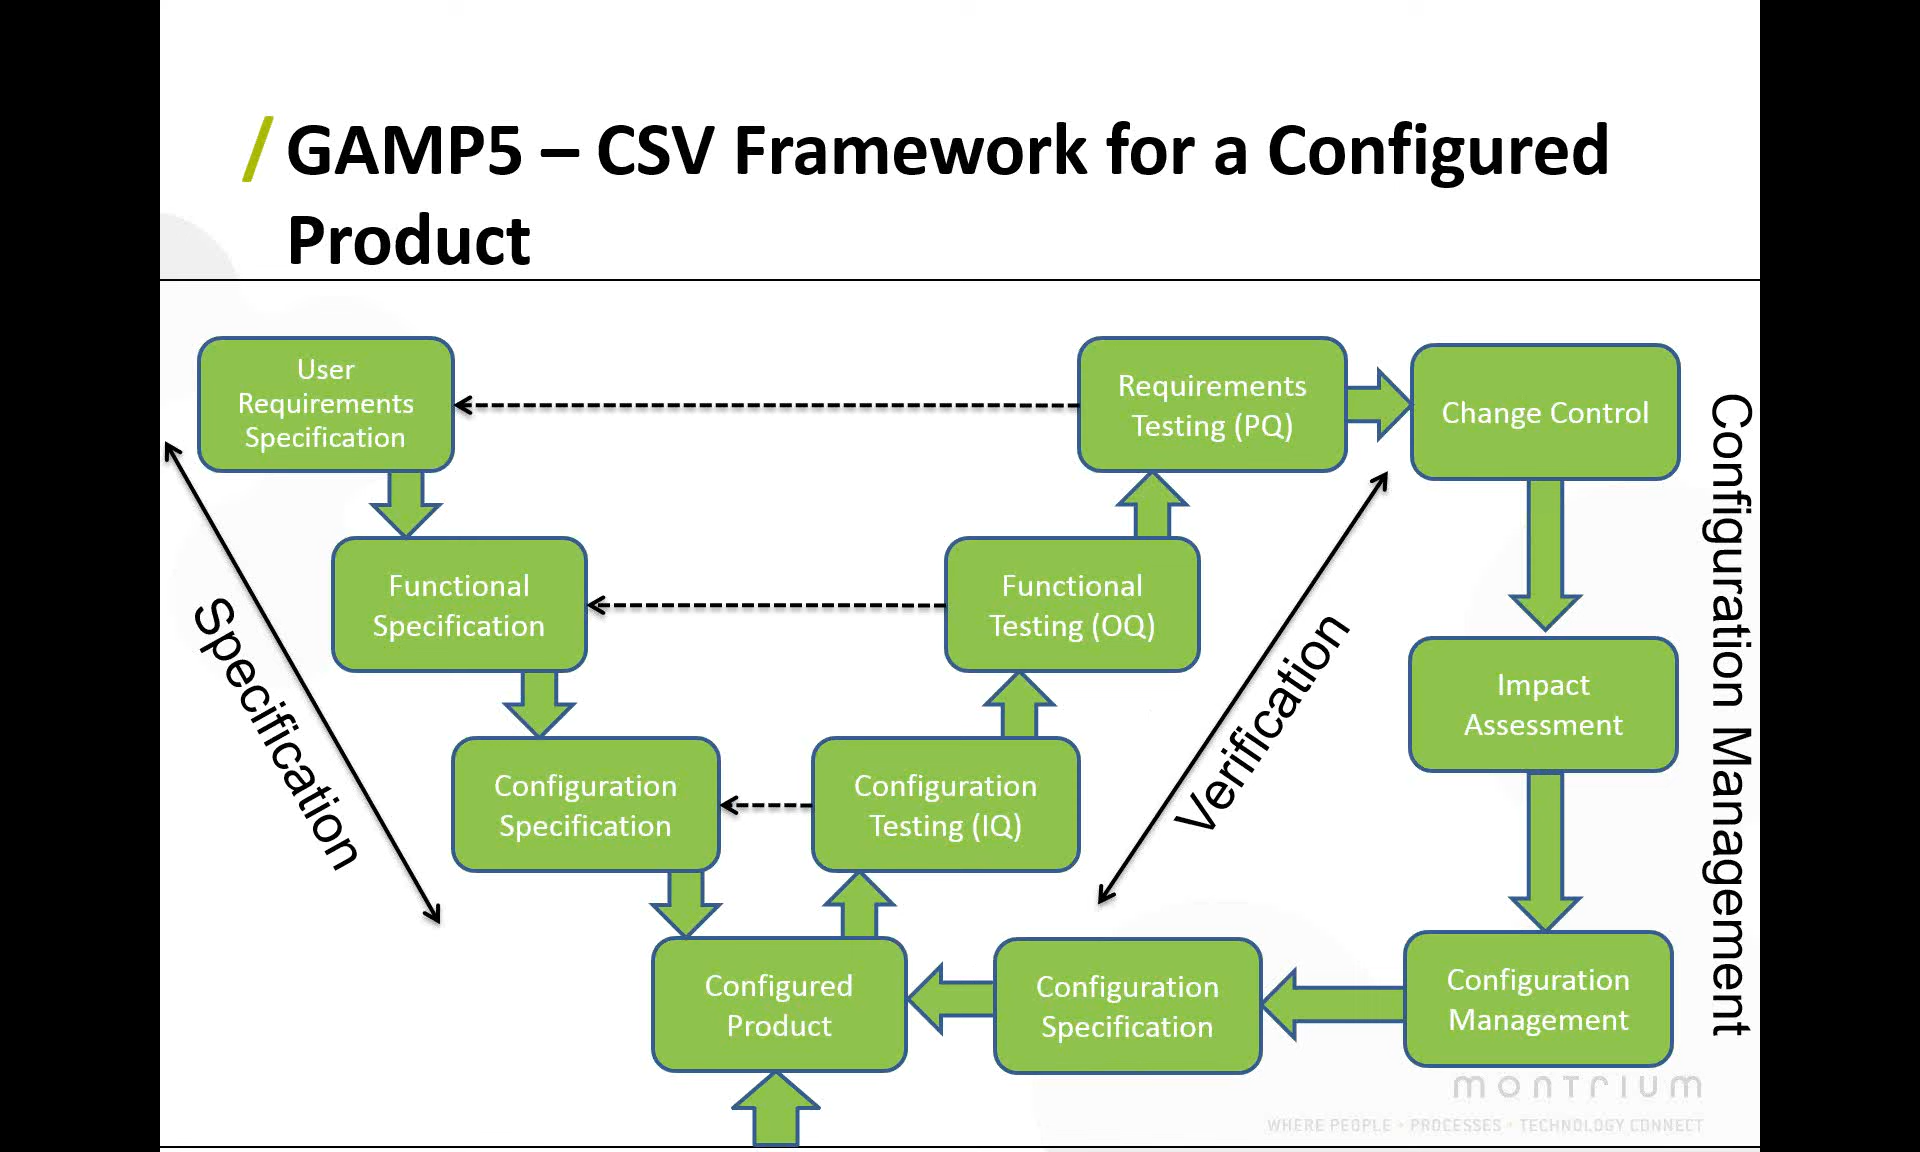 GAMP5 – CSV Framework for a Configured
Product
User
Requirements
Specification
Requirements
Testing (PQ)
Change Control
Functional
Specification
Functional
Testing (OQ)
Impact
Assessment
Configuration
Specification
Configuration
Testing (IQ)
Configured
Product
Configuration
Specification
Configuration
Management
Specification
Verification
Configuration Management
montrium
WHERE PEOPLE • PROCESSES • TECHNOLOGY CONNECT